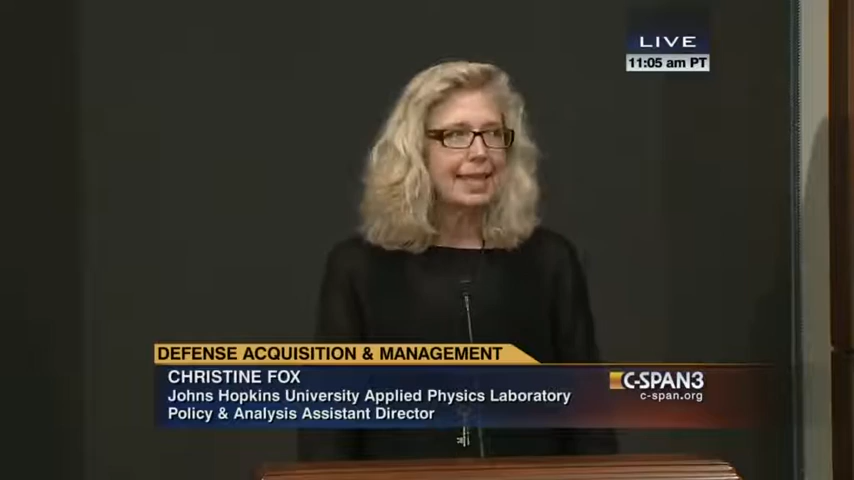 LIVE
11:05 am PT
DEFENSE ACQUISITION & MANAGEMENT
CHRISTINE FOX
Johns Hopkins University Applied Physics Laboratory
Policy & Analysis Assistant Director
C-SPAN3
c-span.org